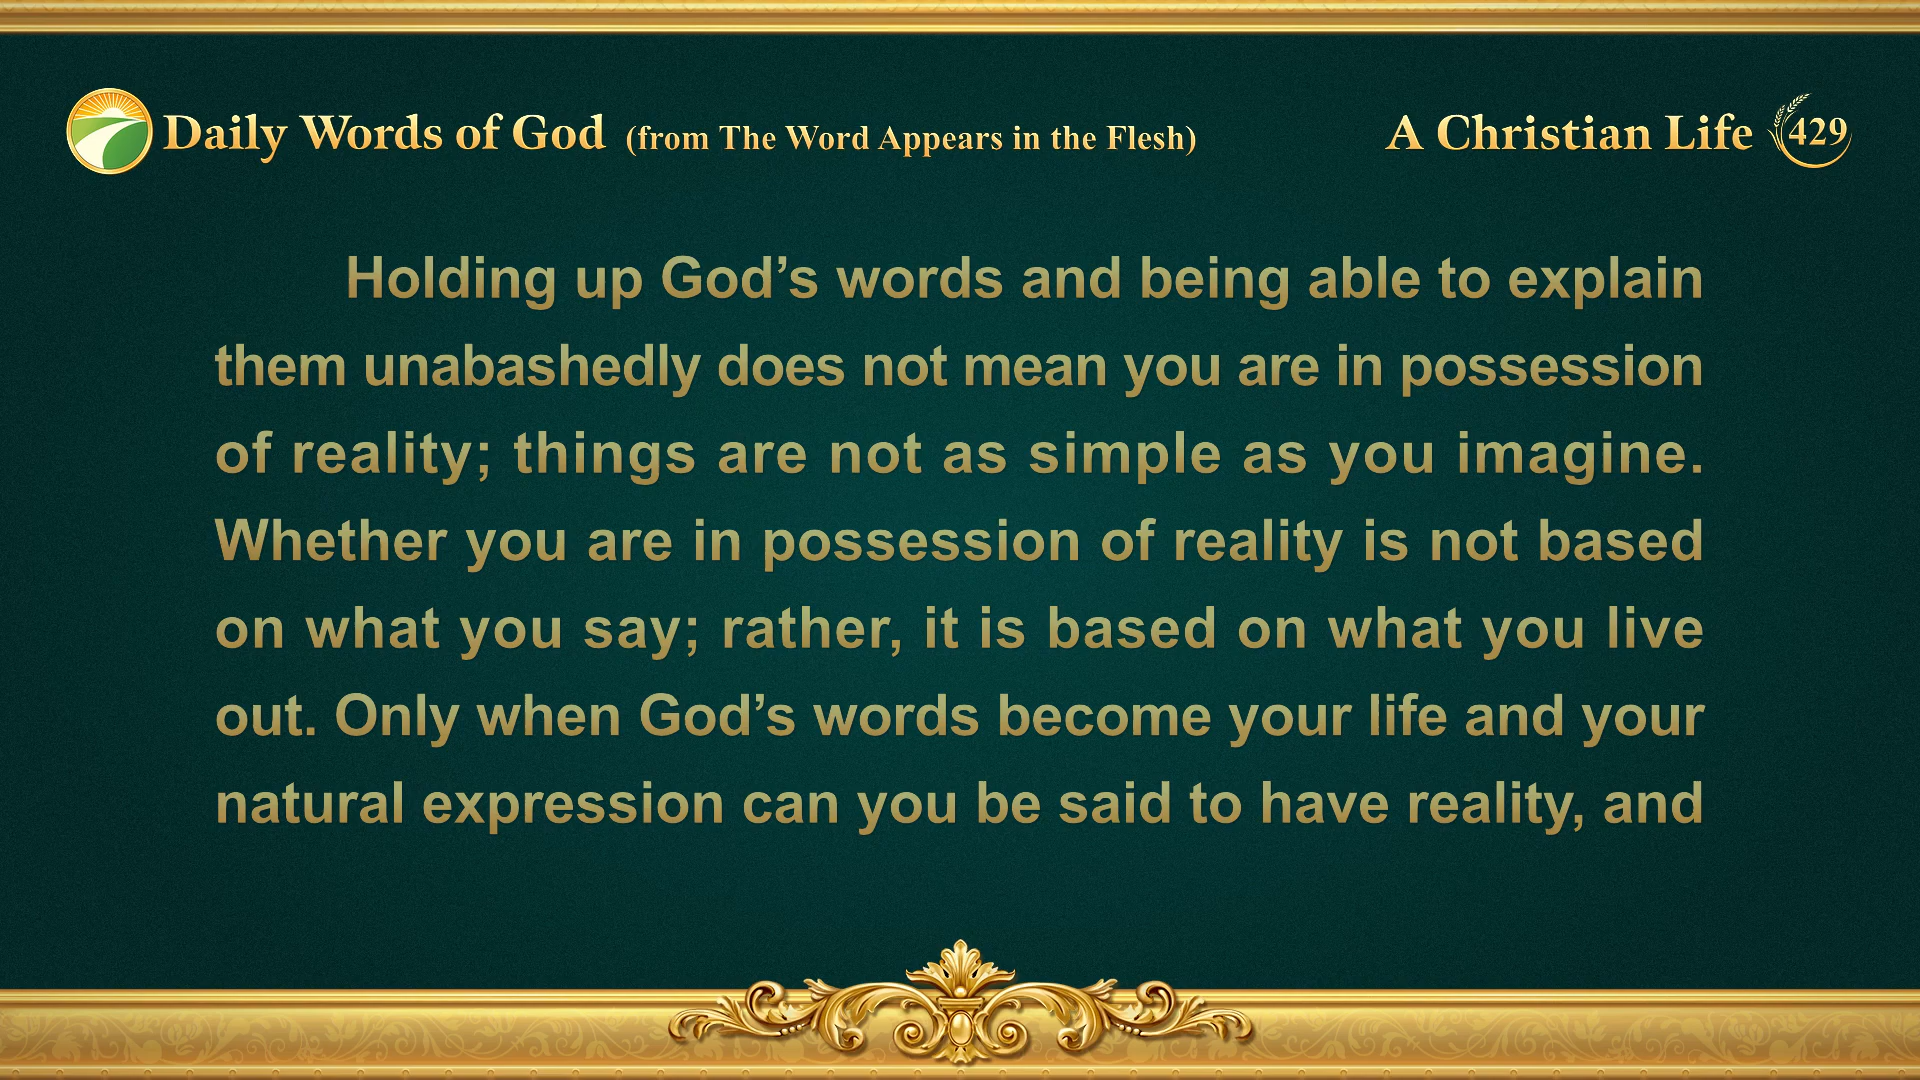 Daily Words of God (from The Word Appears in the Flesh)
A Christian Life 429
Holding up God’s words and being able to explain
them unabashedly does not mean you are in possession
of reality; things are not as simple as you imagine.
Whether you are in possession of reality is not based
on what you say; rather, it is based on what you live
out. Only when God’s words become your life and your
natural expression can you be said to have reality, and